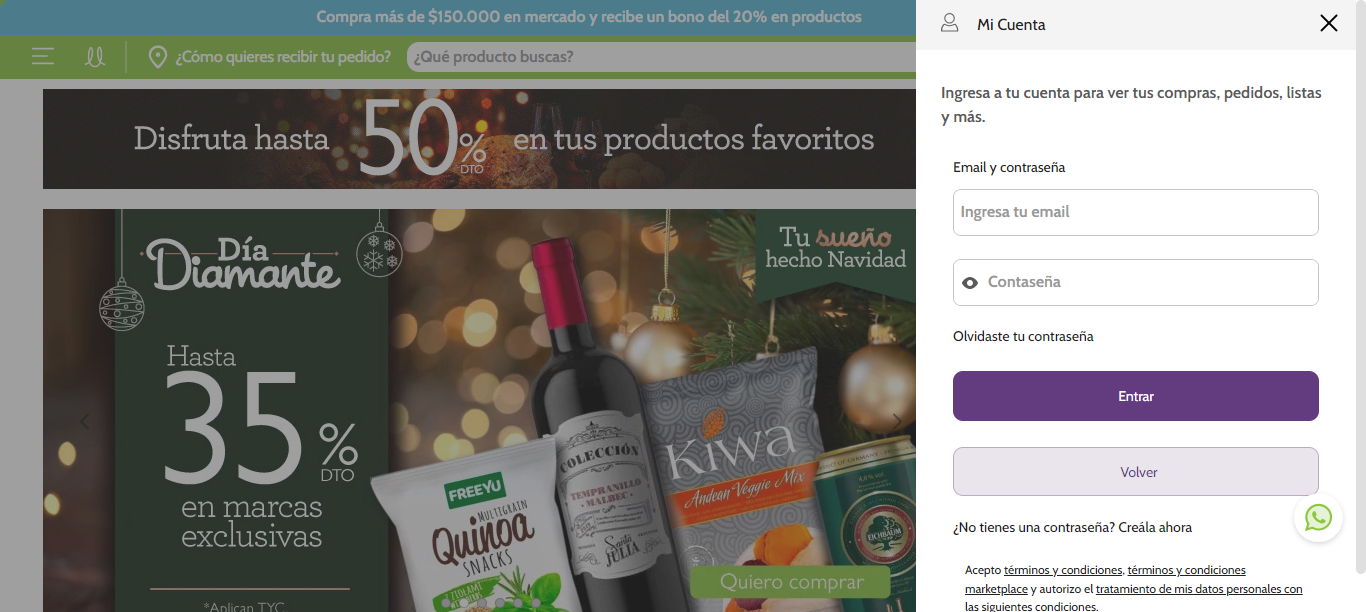 Compra más de $150.000 en mercado y recibe un bono del 20% en productos
¿Cómo quieres recibir tu pedido?
¿Qué producto buscas?
Disfruta hasta 50% DTO en tus productos favoritos
Día
Diamante
Hasta
35%
DTO
en marcas
exclusivas
*Aplican TYC
Tu sueño
hecho Navidad
COLECCIÓN
TEMPRANILLO
MALBEC
Santa
JULIA
FREEYU
MULTIGRAIN
Quinoa
SNACKS
Kiwa
Andean Veggie Mix
EICHBAUM
Quiero comprar
Mi Cuenta
Ingresa a tu cuenta para ver tus compras, pedidos, listas
y más.
Email y contraseña
Ingresa tu email
Contaseña
Olvidaste tu contraseña
Entrar
Volver
¿No tienes una contraseña? Creála ahora
Acepto términos y condiciones, términos y condiciones
marketplace y autorizo el tratamiento de mis datos personales con
las siguientes condiciones.